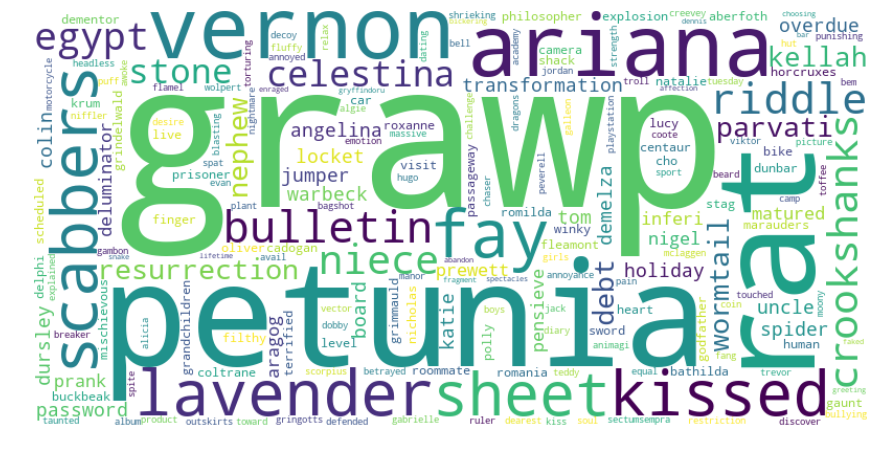 grawp
petunia
rat
vernon
ariana
scabbers
lavender
kissed
sheet
bulletin
fay
riddle
crookshanks
egypt
stone
celestina
niece
resurrection
parvati
kellah
wormtail
debt
nephew
transformation
jumper
angelina
locket
warbeck
overdue
matured
inferi
uncle
spider
holiday
nigel
tom
demelza
prewett
pensieve
katie
board
aragog
terrified
password
prank
dursley
deluminator
colin
philosopher
explosion
aberforth
horcruxes
natalie
shack
camera
dementor
headless
motorcycle
puff
krum
niffler
flamel
wolpert
grindelwald
desire
live
blasting
prisoner
spat
evan
finger
plant
bagshot
oliver
cadogan
avail
lifetime
gambon
snake
scheduled
delphi
explained
mischievous
breaker
buckbeak
taunted
album
product
spite
alicia
filthy
coltrane
outskirts
toward
gringotts
grandchildren
scorpius
betrayed
defended
vector
dobby
level
manor
grimmauld
nicholas
teddy
roommate
gabrielle
diary
boys
jack
polly
romania
ruler
dearest
kiss
soul
sectumsempra
equal
bathilda
restriction
coin
animagi
sword
heart
pain
annoyance
girls
fleamont
winky
romilda
fragment
spectacles
abandon
mclaggen
godfather
fang
touched
moony
human
trevor
faked
greeting
bullying
gaunt
discover
marauders
stag
beard
camp
toffee
dunbar
cho
sport
bike
centaur
lucy
coote
viktor
picture
bem
troll
tuesday
punishing
hut
bar
choosing
creevey
dennis
playstation
galleon
strength
dragons
academy
jordan
challenge
chaser
peverell
passageway
visit
hugo
emotion
massive
roxanne
algie
car
nightmare
enraged
gryffindoru
torturing
annoyed
fluffy
decoy
relax
dating
bell
bickering
shrieking
affection